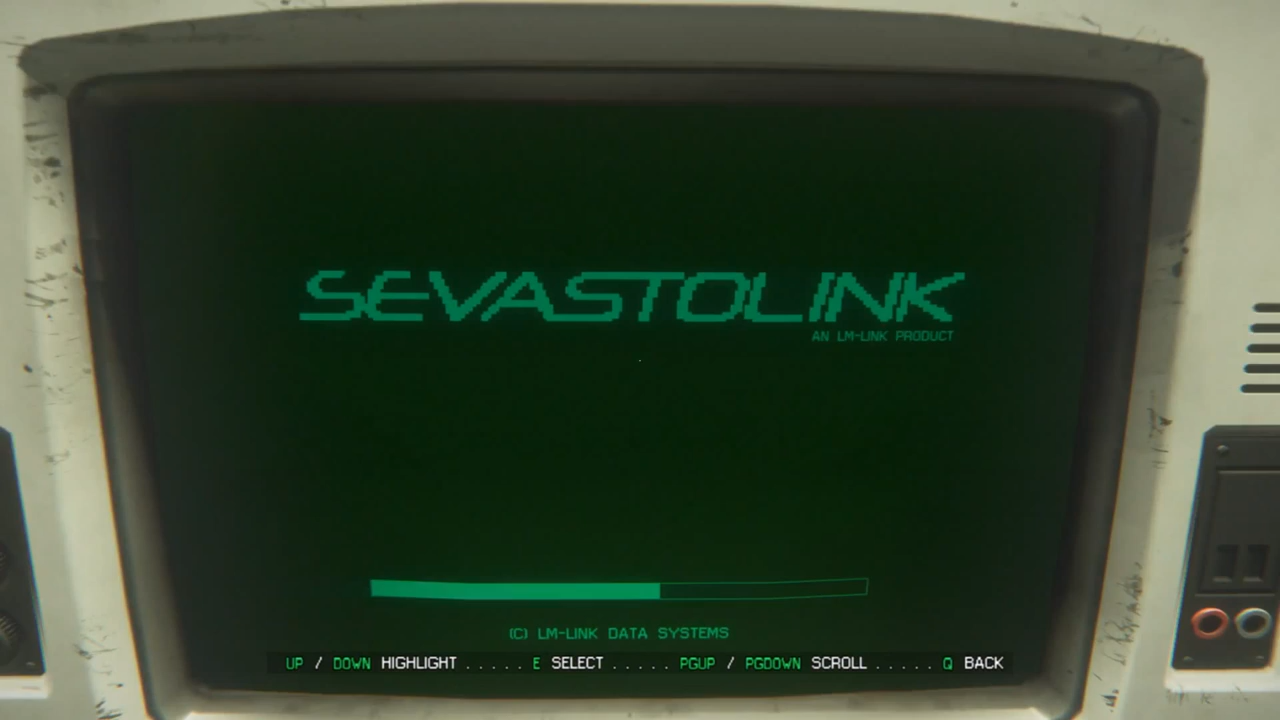 SEVASTOLINK
AN LM-LINK PRODUCT
(C) LM-LINK DATA SYSTEMS
UP / DOWN HIGHLIGHT ..... E SELECT ..... PGUP / PGDOWN SCROLL ..... Q BACK